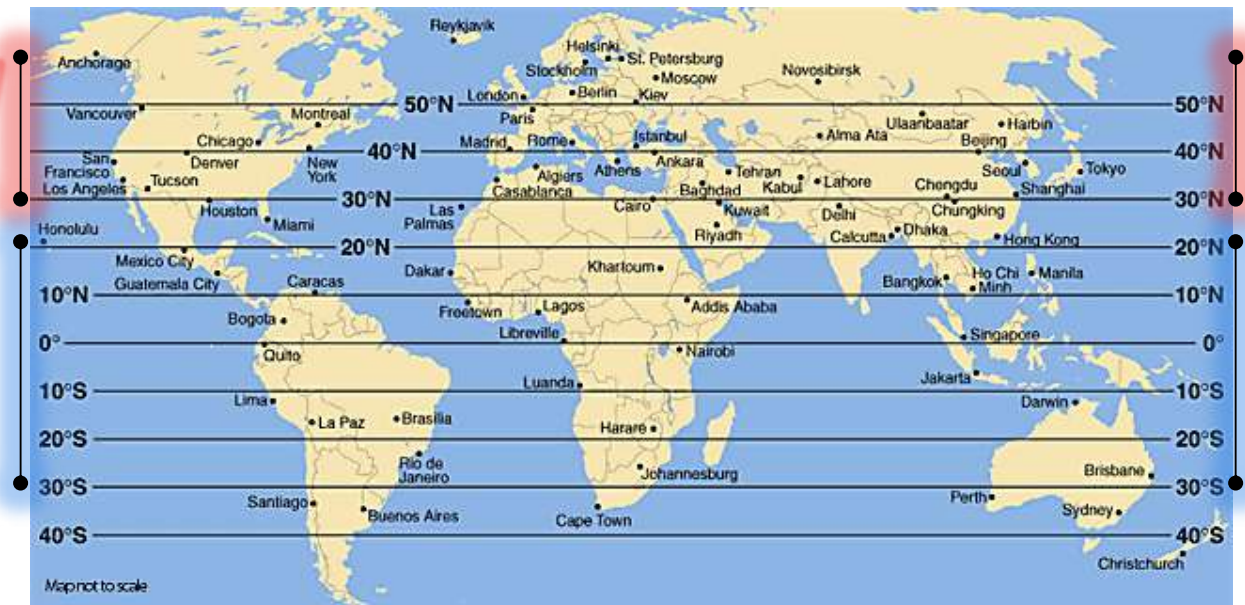 Reykjavik
Helsinki
St. Petersburg
Anchorage
Stockholm
Moscow
Novosibirsk
London
Berlin
Kiev
50°N
50°N
Vancouver
Montreal
Paris
Ulaanbaatar
Harbin
Chicago
Madrid
Rome
Istanbul
Alma Ata
Beijing
40°N
40°N
San
Francisco
Denver
New
York
Algiers
Athens
Ankara
Tehran
Seoul
Tokyo
Los Angeles
Tucson
Casablanca
Baghdad
Kabul
Lahore
Chengdu
Shanghai
30°N
30°N
Houston
Cairo
Kuwait
Delhi
Chungking
Honolulu
Miami
Las
Palmas
Riyadh
Calcutta
Dhaka
Hong Kong
20°N
20°N
Mexico City
Guatemala City
Caracas
Dakar
Khartoum
Bangkok
Ho Chi
Minh
Manila
10°N
10°N
Bogota
Freetown
Lagos
Addis Ababa
Libreville
Singapore
0°
0°
Quito
Nairobi
Luanda
Jakarta
10°S
10°S
Lima
Darwin
La Paz
Brasilia
Harare
20°S
20°S
Rio de
Janeiro
Johannesburg
Brisbane
30°S
30°S
Santiago
Buenos Aires
Cape Town
Perth
Sydney
40°S
40°S
Christchurch
Map not to scale